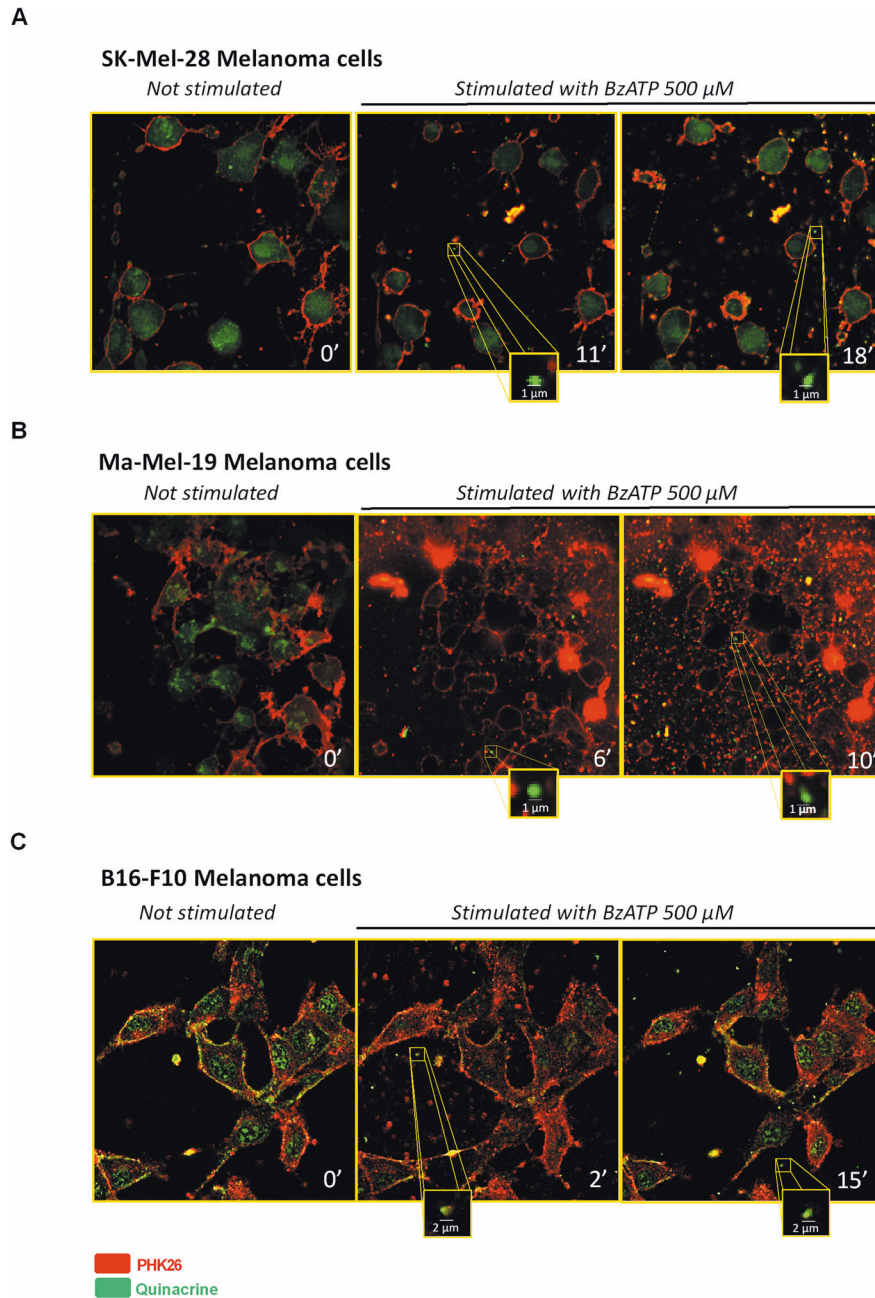 A
SK-Mel-28 Melanoma cells
Not stimulated
Stimulated with BzATP 500 µM
0’
11’
18’
1 µm
1 µm
B
Ma-Mel-19 Melanoma cells
Not stimulated
Stimulated with BzATP 500 µM
0’
6’
10’
1 µm
1 µm
C
B16-F10 Melanoma cells
Not stimulated
Stimulated with BzATP 500 µM
0’
2’
15’
2 µm
2 µm
PHK26
Quinacrine